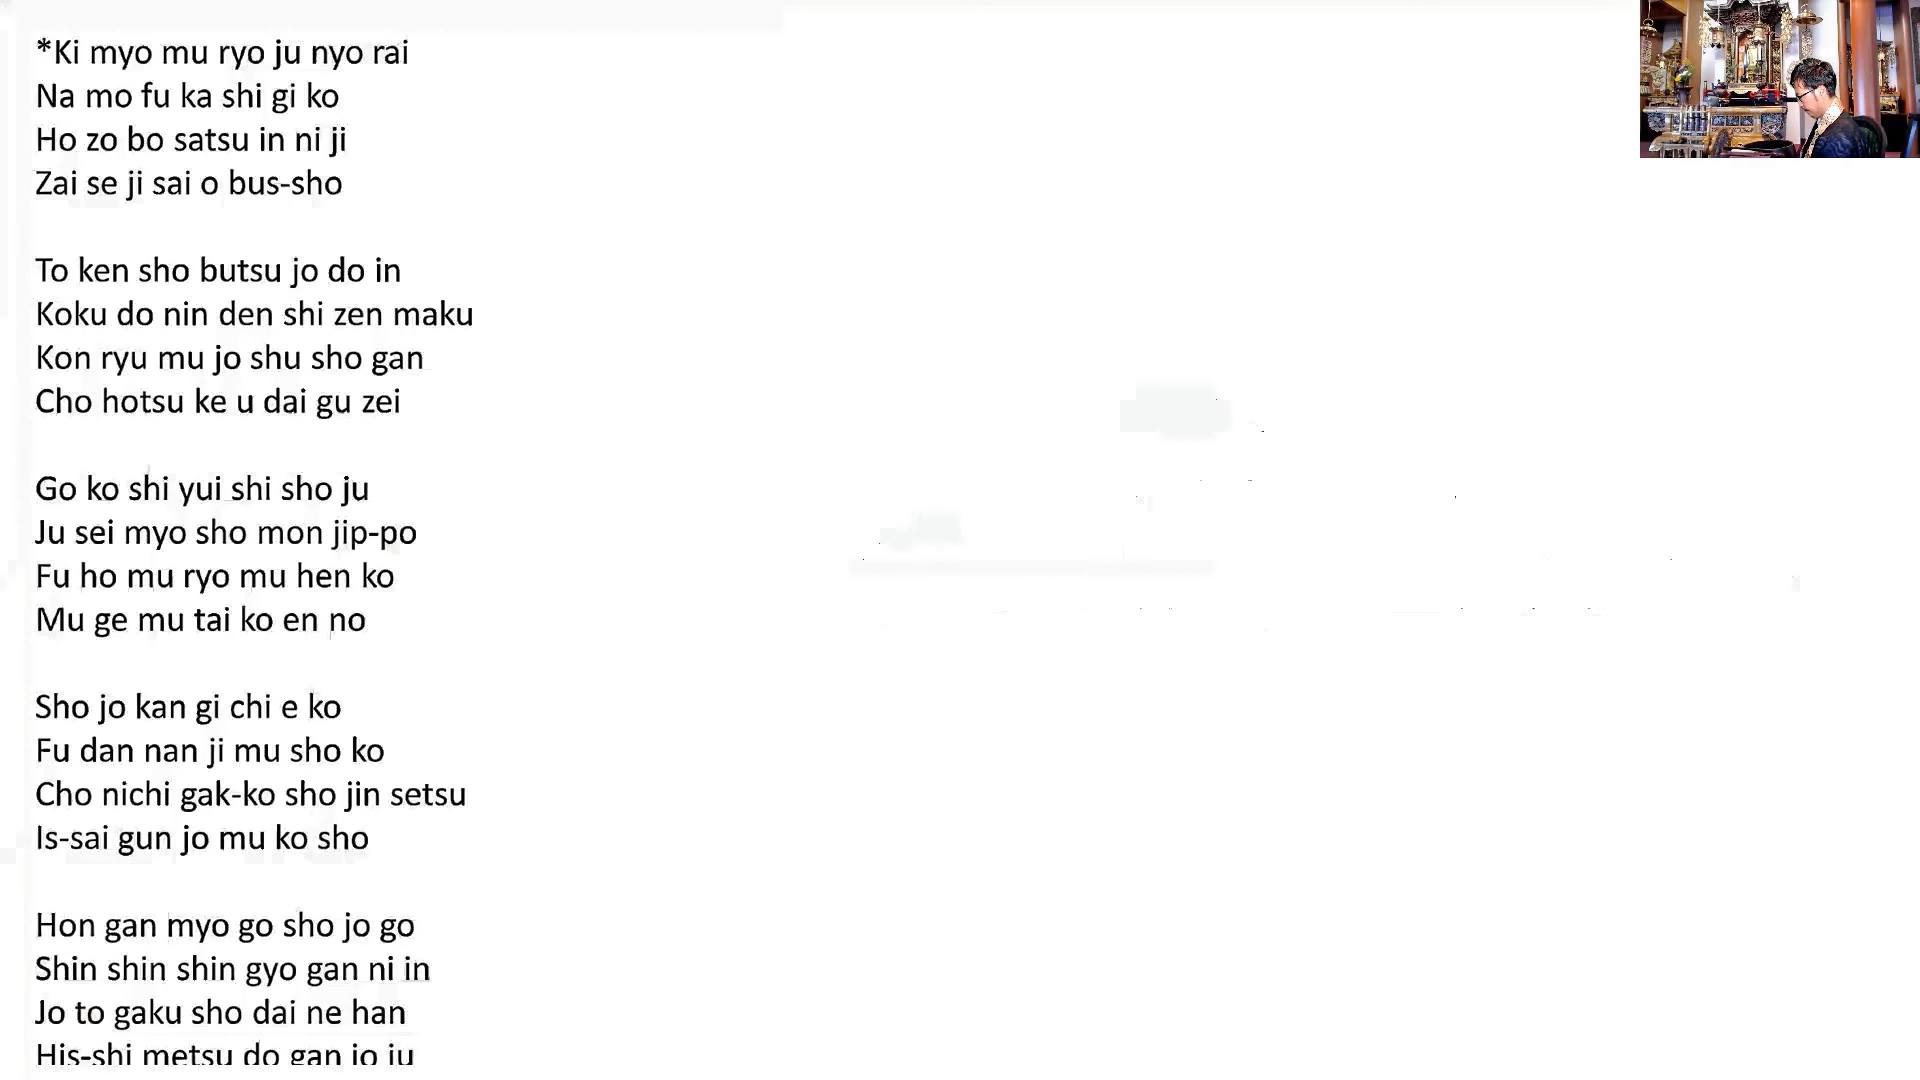 *Ki myo mu ryo ju nyo rai
Na mo fu ka shi gi ko
Ho zo bo satsu in ni ji
Zai se ji sai o bus-sho
To ken sho butsu jo do in
Koku do nin den shi zen maku
Kon ryu mu jo shu sho gan
Cho hotsu ke u dai gu zei
Go ko shi yui shi sho ju
Ju sei myo sho mon jip-po
Fu ho mu ryo mu hen ko
Mu ge mu tai ko en no
Sho jo kan gi chi e ko
Fu dan nan ji mu sho ko
Cho nichi gak-ko sho jin setsu
Is-sai gun jo mu ko sho
Hon gan myo go sho jo go
Shin shin shin gyo gan ni in
Jo to gaku sho dai ne han
His-shi metsu do gan jo ju